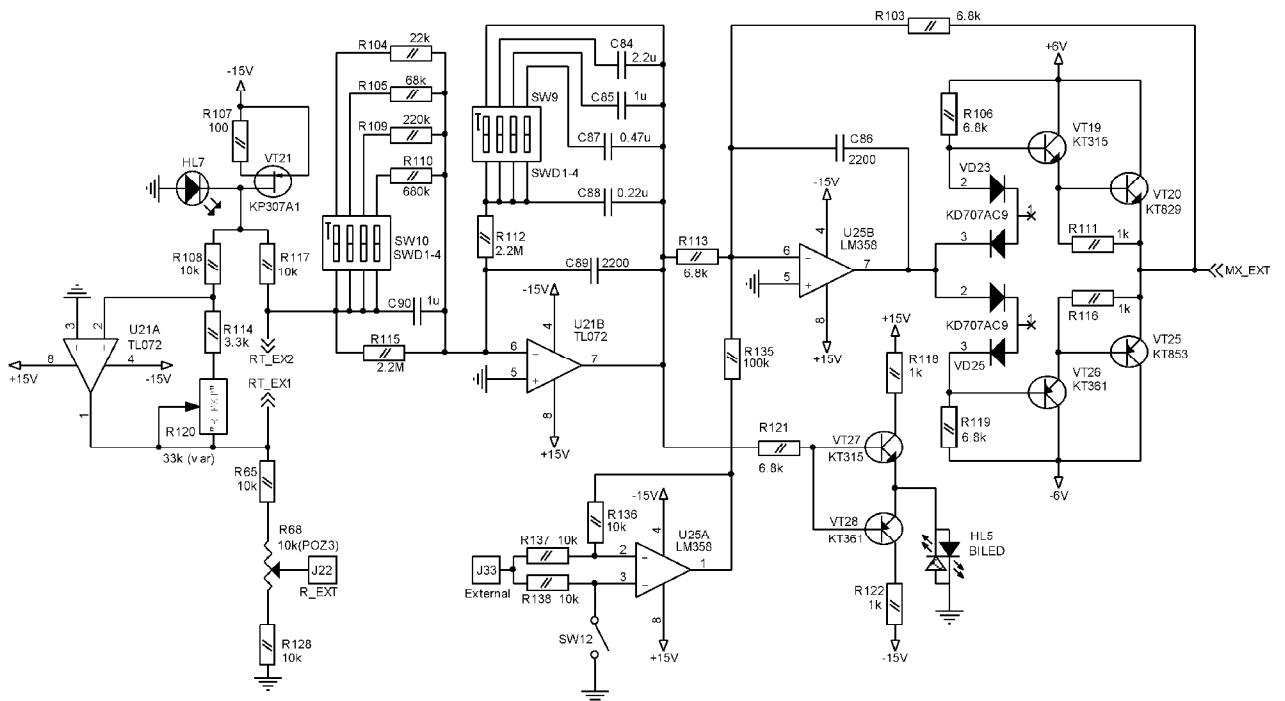 R103
6.8k
R104
22k
R105
68k
R109
220k
R110
680k
SW10
SWD1-4
C84
2.2u
C85
1u
C87
0.47u
C88
0.22u
SW9
SWD1-4
-15V
R107
100
VT21
KP307A1
HL7
R108
10k
R117
10k
R112
2.2M
C89
2200
C90
1u
R115
2.2M
R113
6.8k
C86
2200
-15V
4
U25B
LM358
6
5
7
8
+15V
+6V
R106
6.8k
VT19
KT315
VT20
KT829
VD23
2
1
KD707AC9
3
R111
1k
MX_EXT
R116
1k
2
1
KD707AC9
3
VD25
VT25
KT853
VT26
KT361
R119
6.8k
-6V
3
2
U21A
TL072
8
4
+15V
-15V
1
R114
3.3k
"R_EXT"
R120
33k (var)
RT_EX2
RT_EX1
-15V
4
U21B
TL072
6
5
7
8
+15V
R135
100k
+15V
R118
1k
R121
6.8k
VT27
KT315
VT28
KT361
R122
1k
-15V
HL5
BILED
R65
10k
R68
10k(POZ3)
J22
R_EXT
R128
10k
R136
10k
-15V
4
U25A
LM358
R137 10k
J33
External
R138 10k
2
3
1
8
+15V
SW12